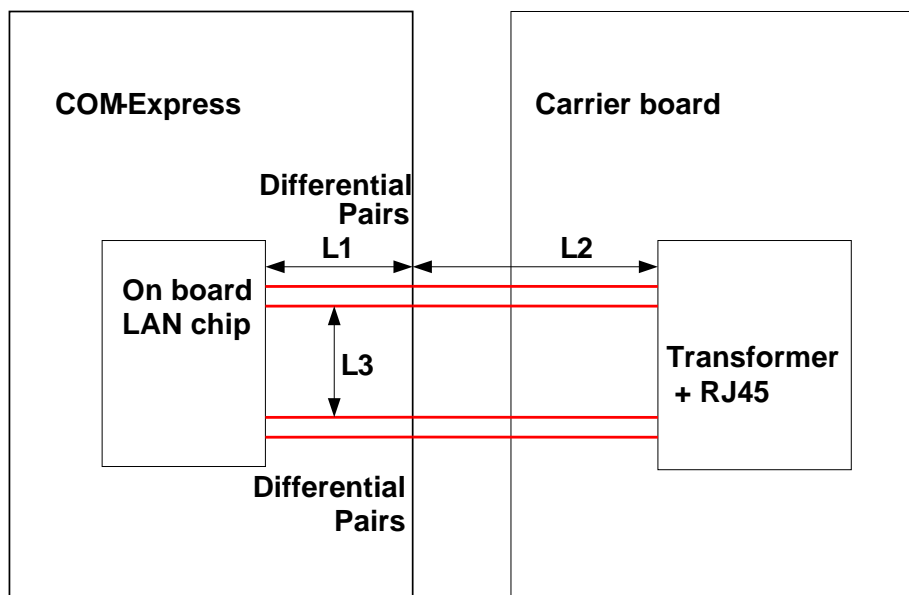 COM-Express
Carrier board
Differential
Pairs
L1
L2
On board
LAN chip
L3
Transformer
+ RJ45
Differential
Pairs